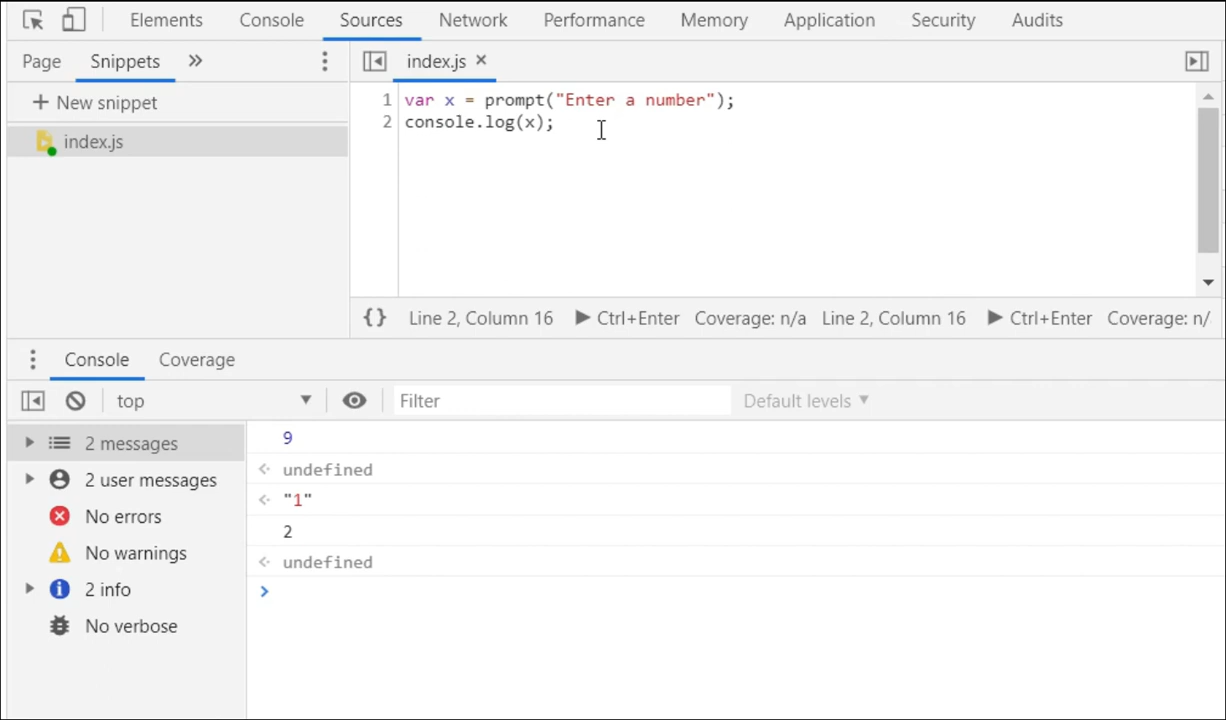 Elements Console Sources Network Performance Memory Application Security Audits
Page Snippets »
index.js ×
+ New snippet
index.js
1 var x = prompt("Enter a number");
2 console.log(x);
{} Line 2, Column 16 ▶ Ctrl+Enter Coverage: n/a Line 2, Column 16 ▶ Ctrl+Enter Coverage: n/
Console Coverage
top ▼ Filter Default levels ▼
2 messages
2 user messages
No errors
No warnings
2 info
No verbose
9
undefined
"1"
2
undefined
>